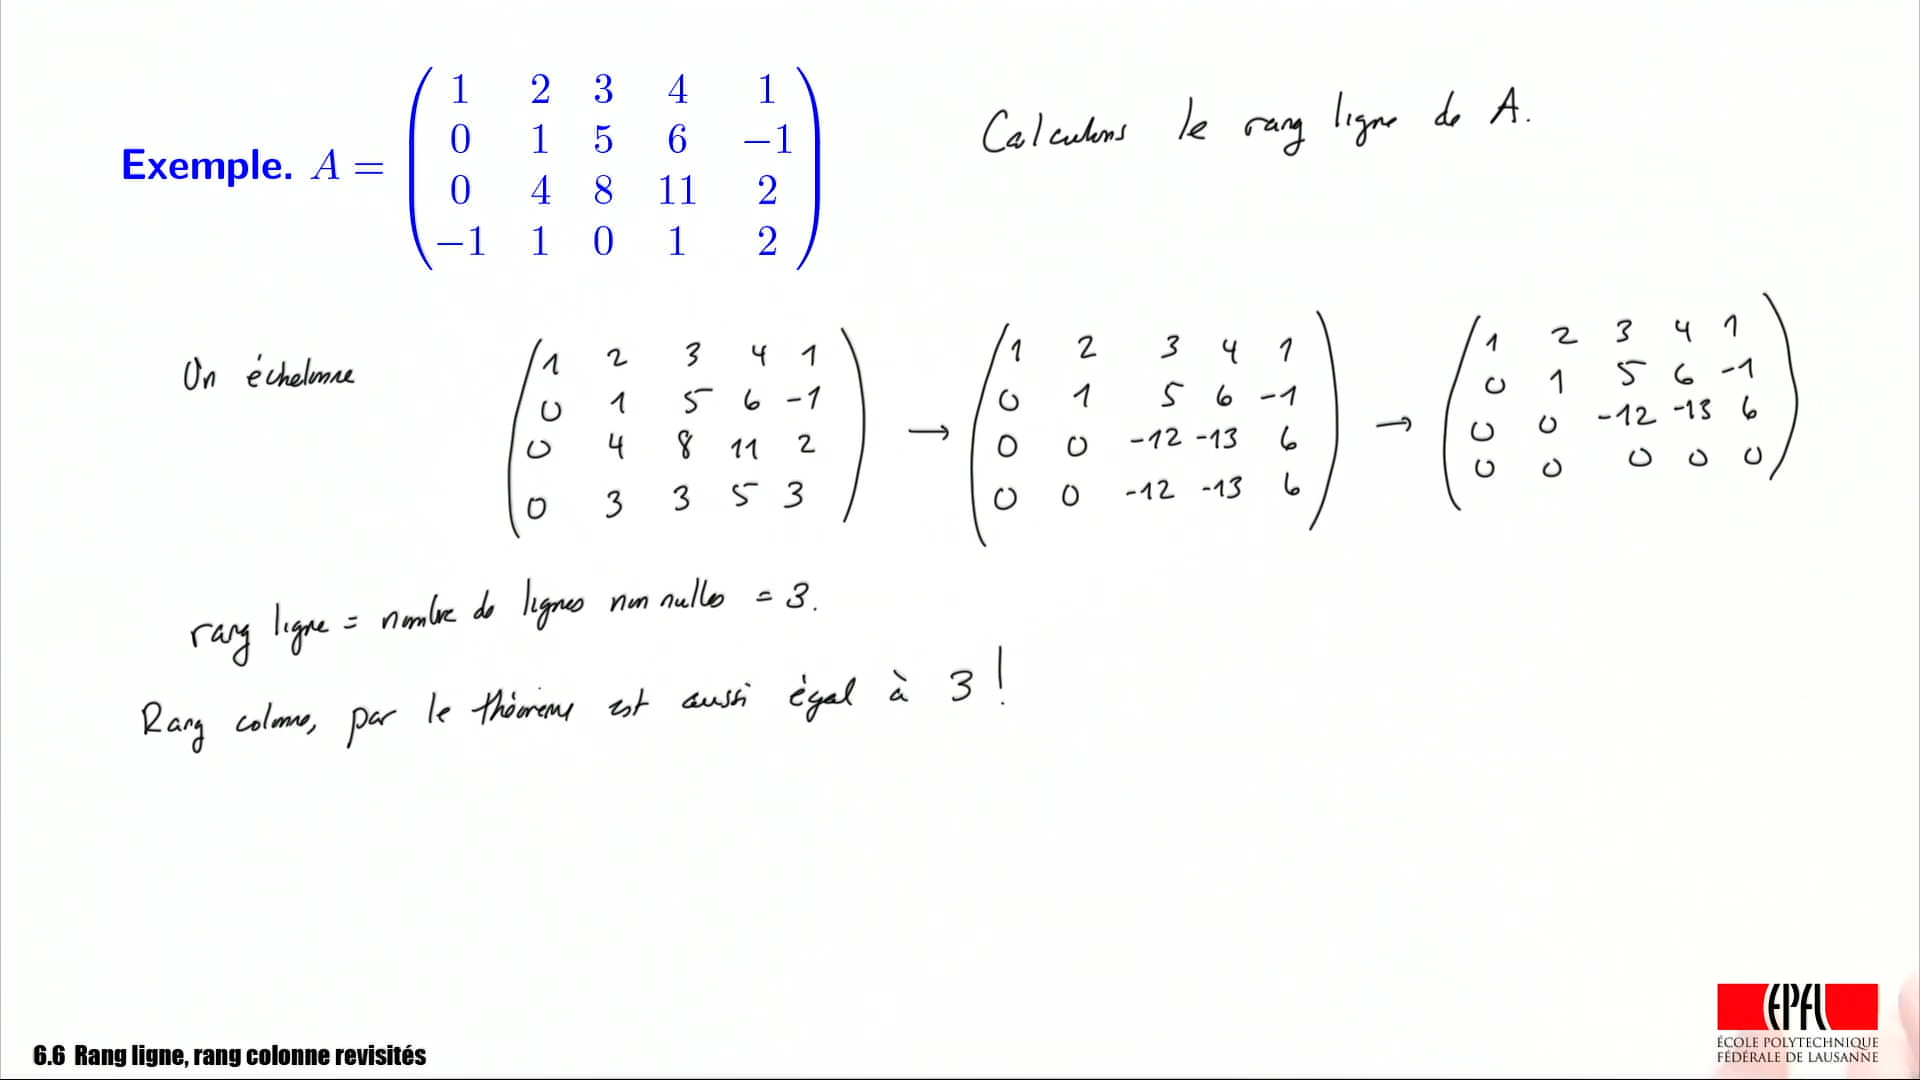 Exemple. A =
1 2 3 4 1
0 1 5 6 −1
0 4 8 11 2
−1 1 0 1 2
Calculons le rang ligne de A.
On échelonne
1 2 3 4 1
0 1 5 6 -1
0 4 8 11 2
0 3 3 5 3
→
1 2 3 4 1
0 1 5 6 -1
0 0 -12 -13 6
0 0 -12 -13 6
→
1 2 3 4 1
0 1 5 6 -1
0 0 -12 -13 6
0 0 0 0 0
rang ligne = nombre de lignes non nulles = 3.
Rang colonne, par le théorème est aussi égal à 3 !
EPFL
ÉCOLE POLYTECHNIQUE
FÉDÉRALE DE LAUSANNE
6.6 Rang ligne, rang colonne revisités